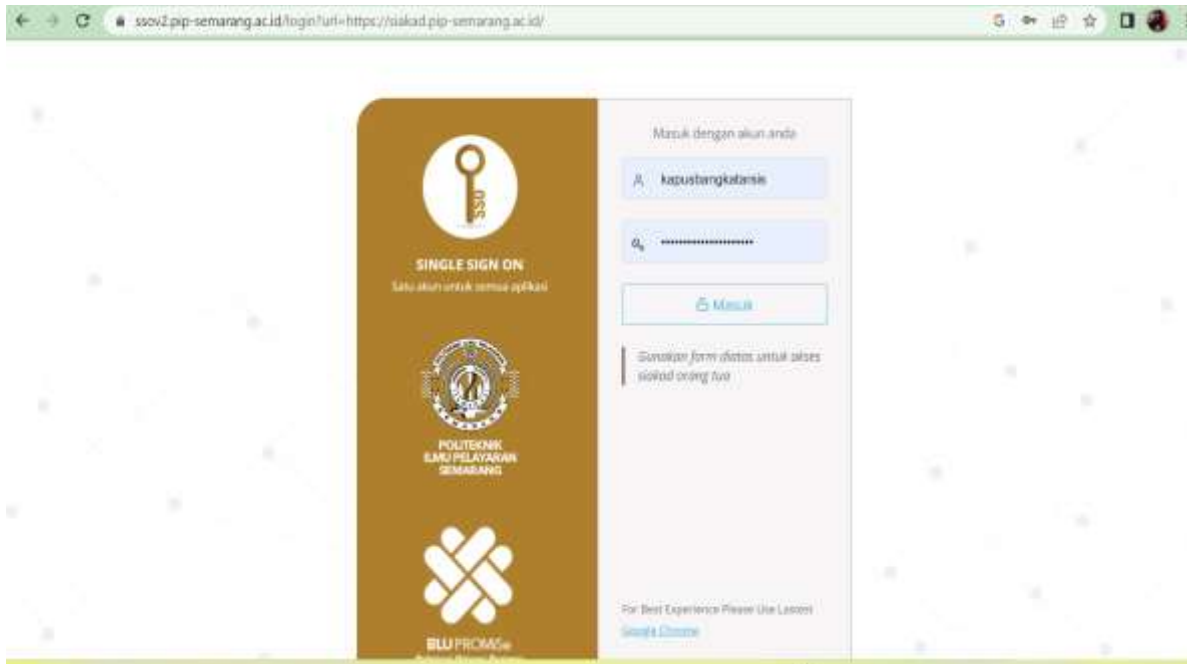 ssov2.pip-semarang.ac.id/login?url=https://siakad.pip-semarang.ac.id/
SSO
SINGLE SIGN ON
Satu akun untuk semua aplikasi
POLITEKNIK
ILMU PELAYARAN
SEMARANG
BLU PROMISe
Masuk dengan akun anda
kapusbangkatarsis
Masuk
Gunakan form diatas untuk akses
siakad orang tua
For Best Experience Please Use Lastest
Google Chrome